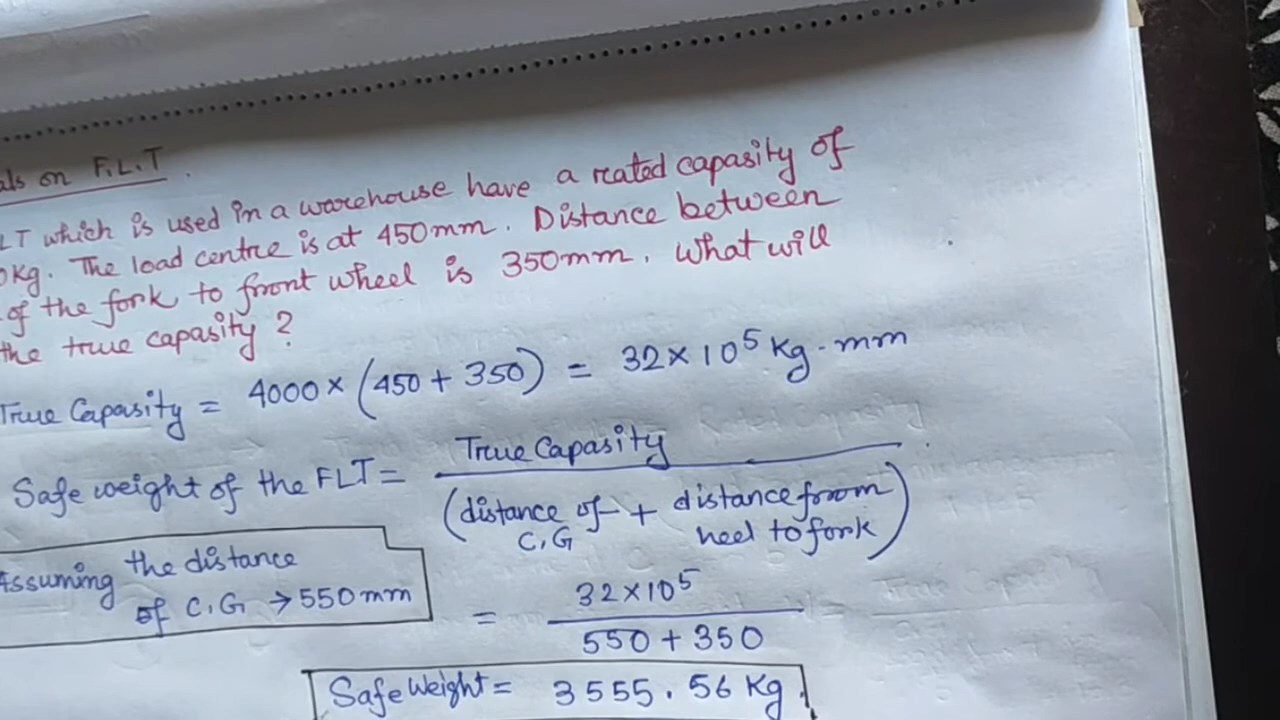 als on F.L.T.
LT which is used in a warehouse have a rated capasity of
0Kg. The load centre is at 450mm. Distance between
of the fork to front wheel is 350mm. What will
the true capasity?
True Capasity = 4000 × (450 + 350) = 32 × 10⁵ Kg.mm
Safe weight of the FLT = True Capasity
(distance of C.G + distance from heel to fork)
Assuming the distance
of C.G → 550 mm
= 32×10⁵
550 + 350
Safe Weight = 3555.56 Kg.